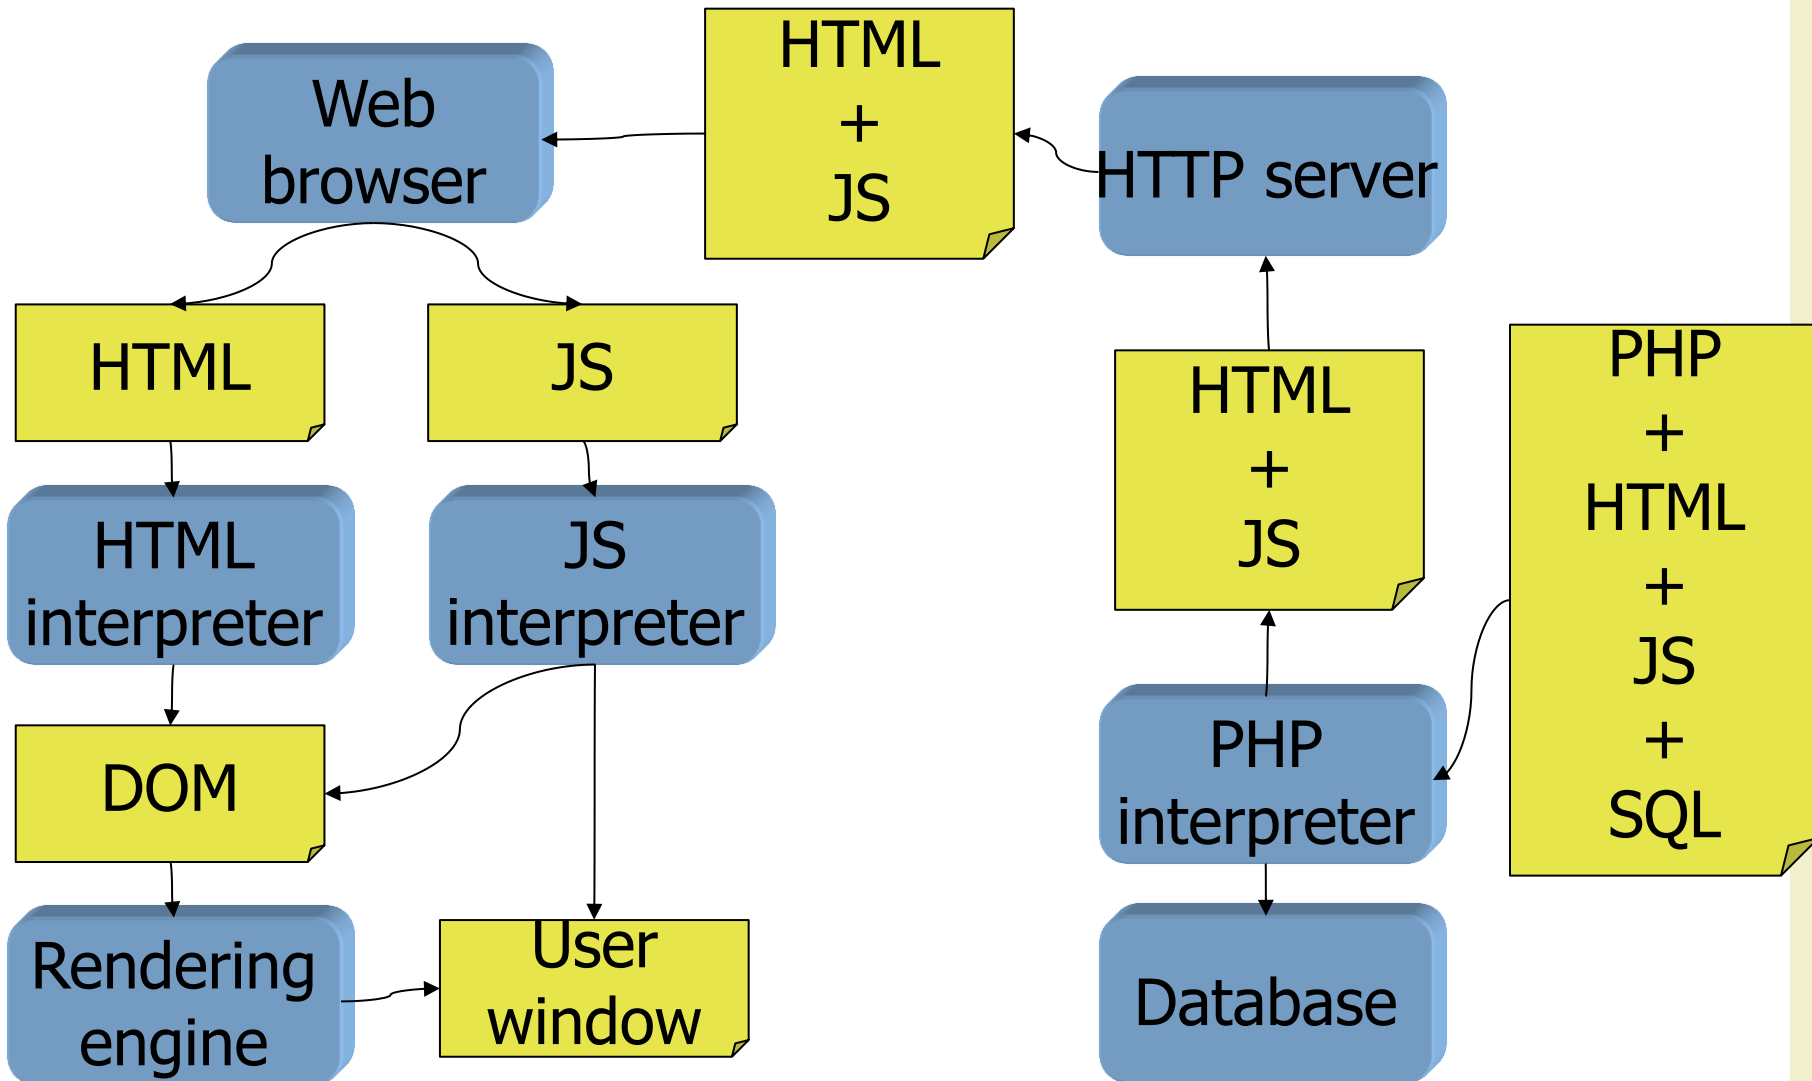 Web
browser
HTML
+
JS
HTTP server
HTML
JS
HTML
interpreter
JS
interpreter
DOM
Rendering
engine
User
window
HTML
+
JS
PHP
interpreter
Database
PHP
+
HTML
+
JS
+
SQL